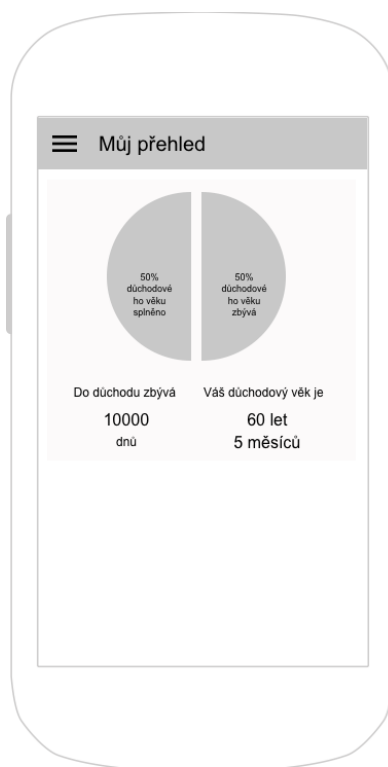 Můj přehled
50%
důchodové
ho věku
splněno
50%
důchodové
ho věku
zbývá
Do důchodu zbývá
10000
dnů
Váš důchodový věk je
60 let
5 měsíců